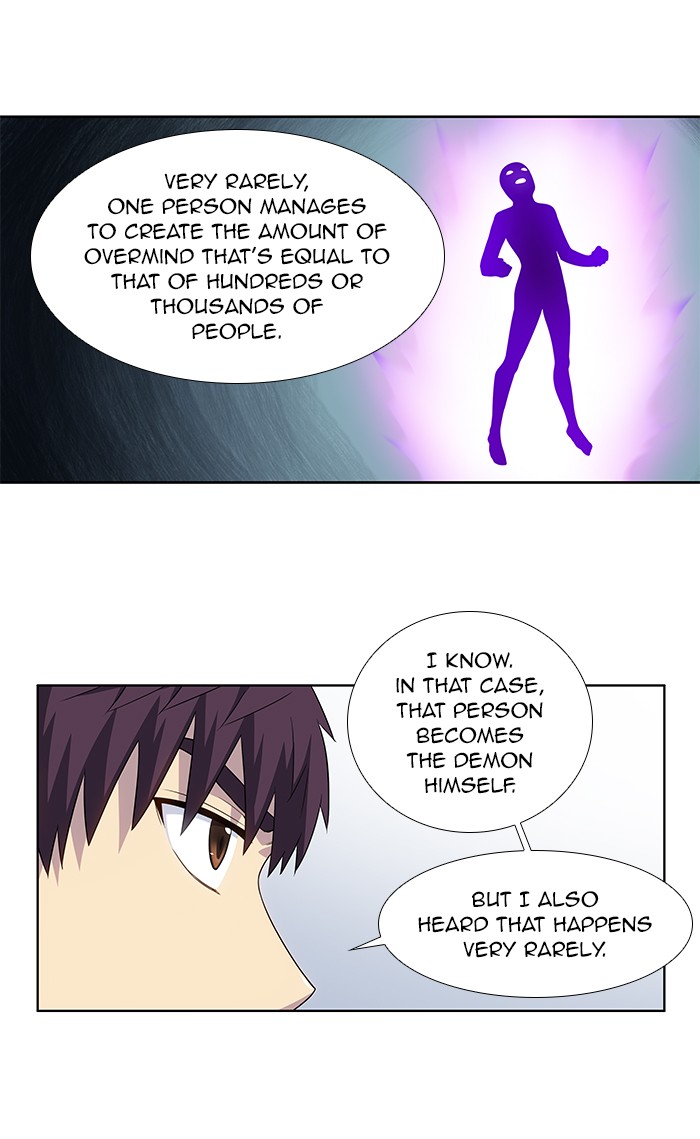 VERY RARELY,
ONE PERSON MANAGES
TO CREATE THE AMOUNT OF
OVERMIND THAT'S EQUAL TO
THAT OF HUNDREDS OR
THOUSANDS OF
PEOPLE.
I KNOW.
IN THAT CASE,
THAT PERSON
BECOMES
THE DEMON
HIMSELF.
BUT I ALSO
HEARD THAT HAPPENS
VERY RARELY.